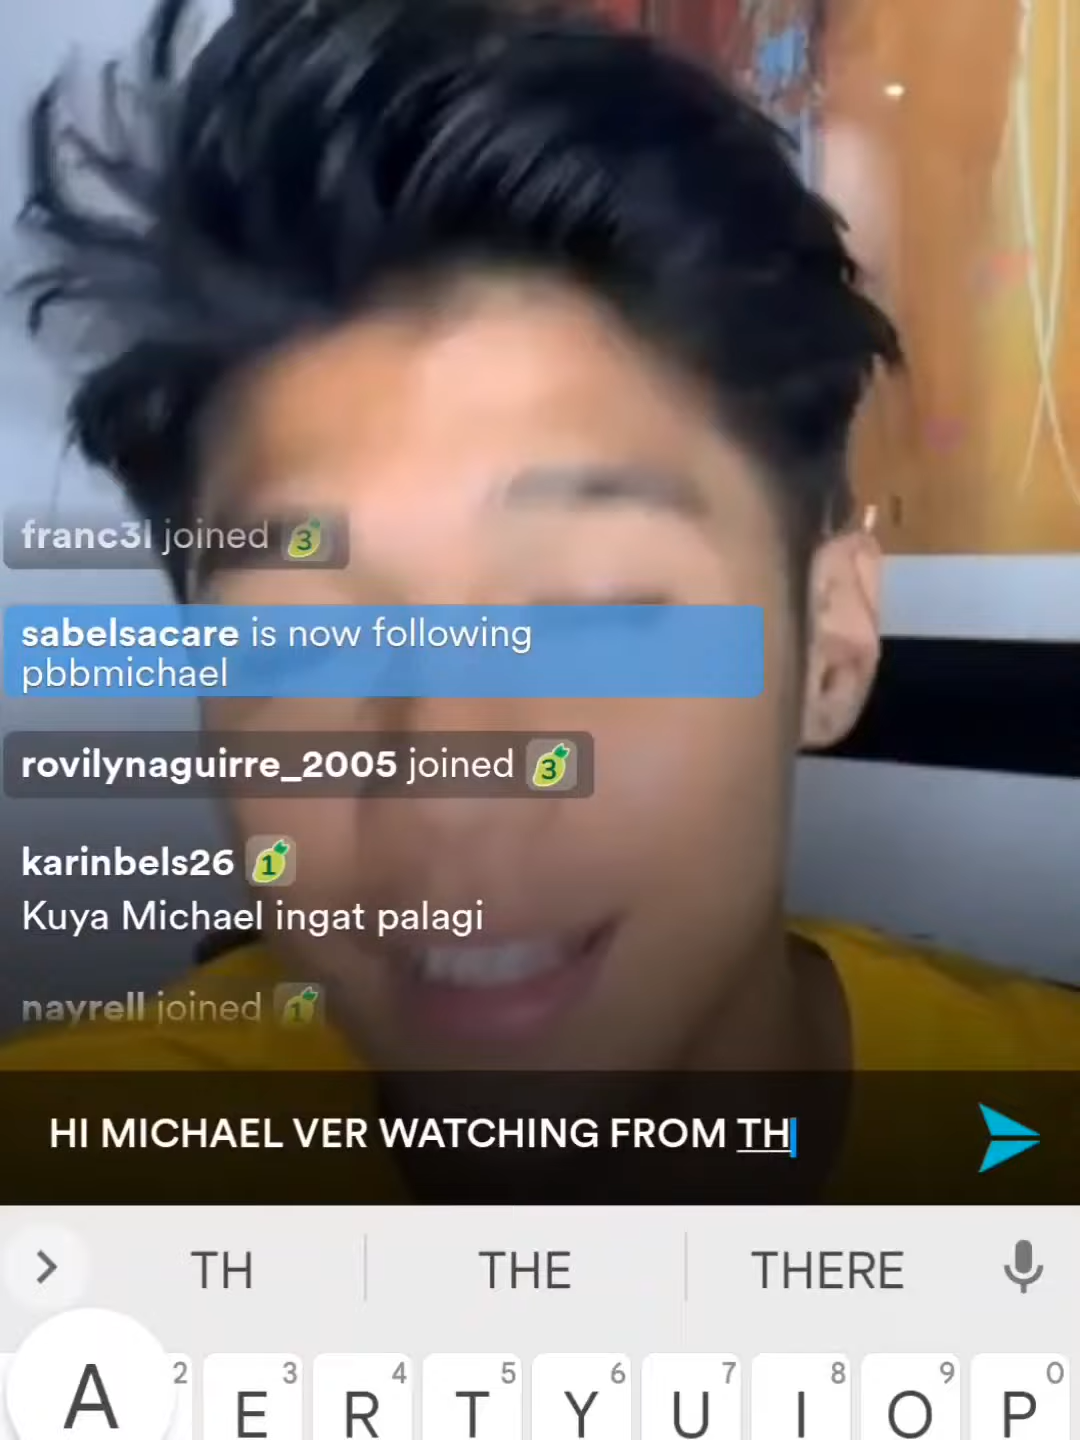 franc3l joined 3
sabelsacare is now following
pbbmichael
rovilynaguirre_2005 joined 3
karinbels26 1
Kuya Michael ingat palagi
nayrell joined 1
HI MICHAEL VER WATCHING FROM TH
TH THE THERE
A 2 E 3 R 4 T 5 Y 6 U 7 I 8 O 9 P 0